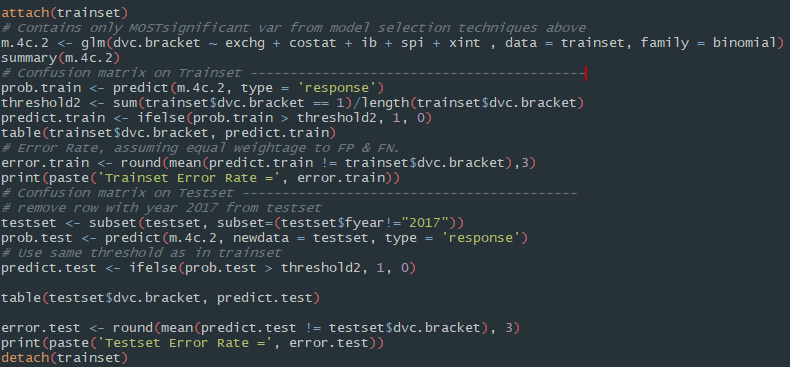 attach(trainset)
# Contains only MOSTsignificant var from model selection techniques above
m.4c.2 <- glm(dvc.bracket ~ exchg + costat + ib + spi + xint , data = trainset, family = binomial)
summary(m.4c.2)
# Confusion matrix on Trainset -----------------------------------------
prob.train <- predict(m.4c.2, type = 'response')
threshold2 <- sum(trainset$dvc.bracket == 1)/length(trainset$dvc.bracket)
predict.train <- ifelse(prob.train > threshold2, 1, 0)
table(trainset$dvc.bracket, predict.train)
# Error Rate, assuming equal weightage to FP & FN.
error.train <- round(mean(predict.train != trainset$dvc.bracket),3)
print(paste('Trainset Error Rate =', error.train))
# Confusion matrix on Testset -----------------------------------------
# remove row with year 2017 from testset
testset <- subset(testset, subset=(testset$fyear!="2017"))
prob.test <- predict(m.4c.2, newdata = testset, type = 'response')
# Use same threshold as in trainset
predict.test <- ifelse(prob.test > threshold2, 1, 0)
table(testset$dvc.bracket, predict.test)
error.test <- round(mean(predict.test != testset$dvc.bracket), 3)
print(paste('Testset Error Rate =', error.test))
detach(trainset)